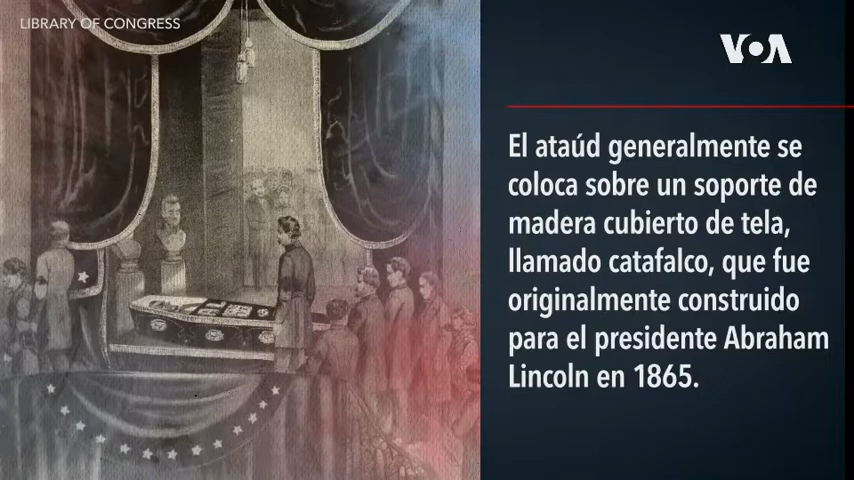 LIBRARY OF CONGRESS
VOA
El ataúd generalmente se
coloca sobre un soporte de
madera cubierto de tela,
llamado catafalco, que fue
originalmente construido
para el presidente Abraham
Lincoln en 1865.